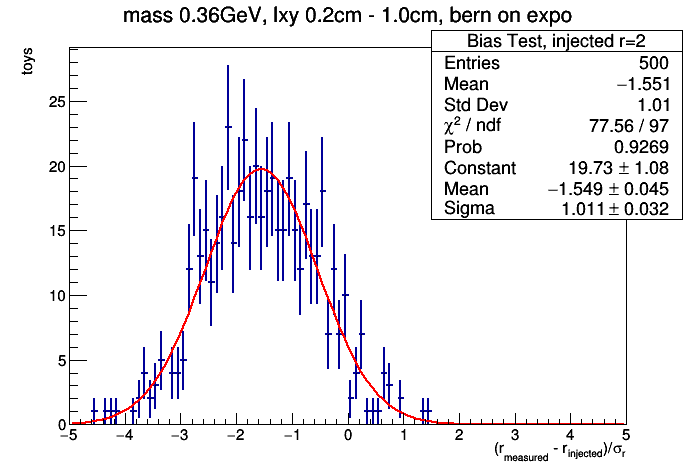 mass 0.36GeV, lxy 0.2cm - 1.0cm, bern on expo
Bias Test, injected r=2
Entries 500
Mean −1.551
Std Dev 1.01
χ² / ndf 77.56 / 97
Prob 0.9269
Constant 19.73 ± 1.08
Mean −1.549 ± 0.045
Sigma 1.011 ± 0.032
toys
25
20
15
10
5
0
−5 −4 −3 −2 −1 0 1 2 3 4 5
(r_measured - r_injected)/σ_r